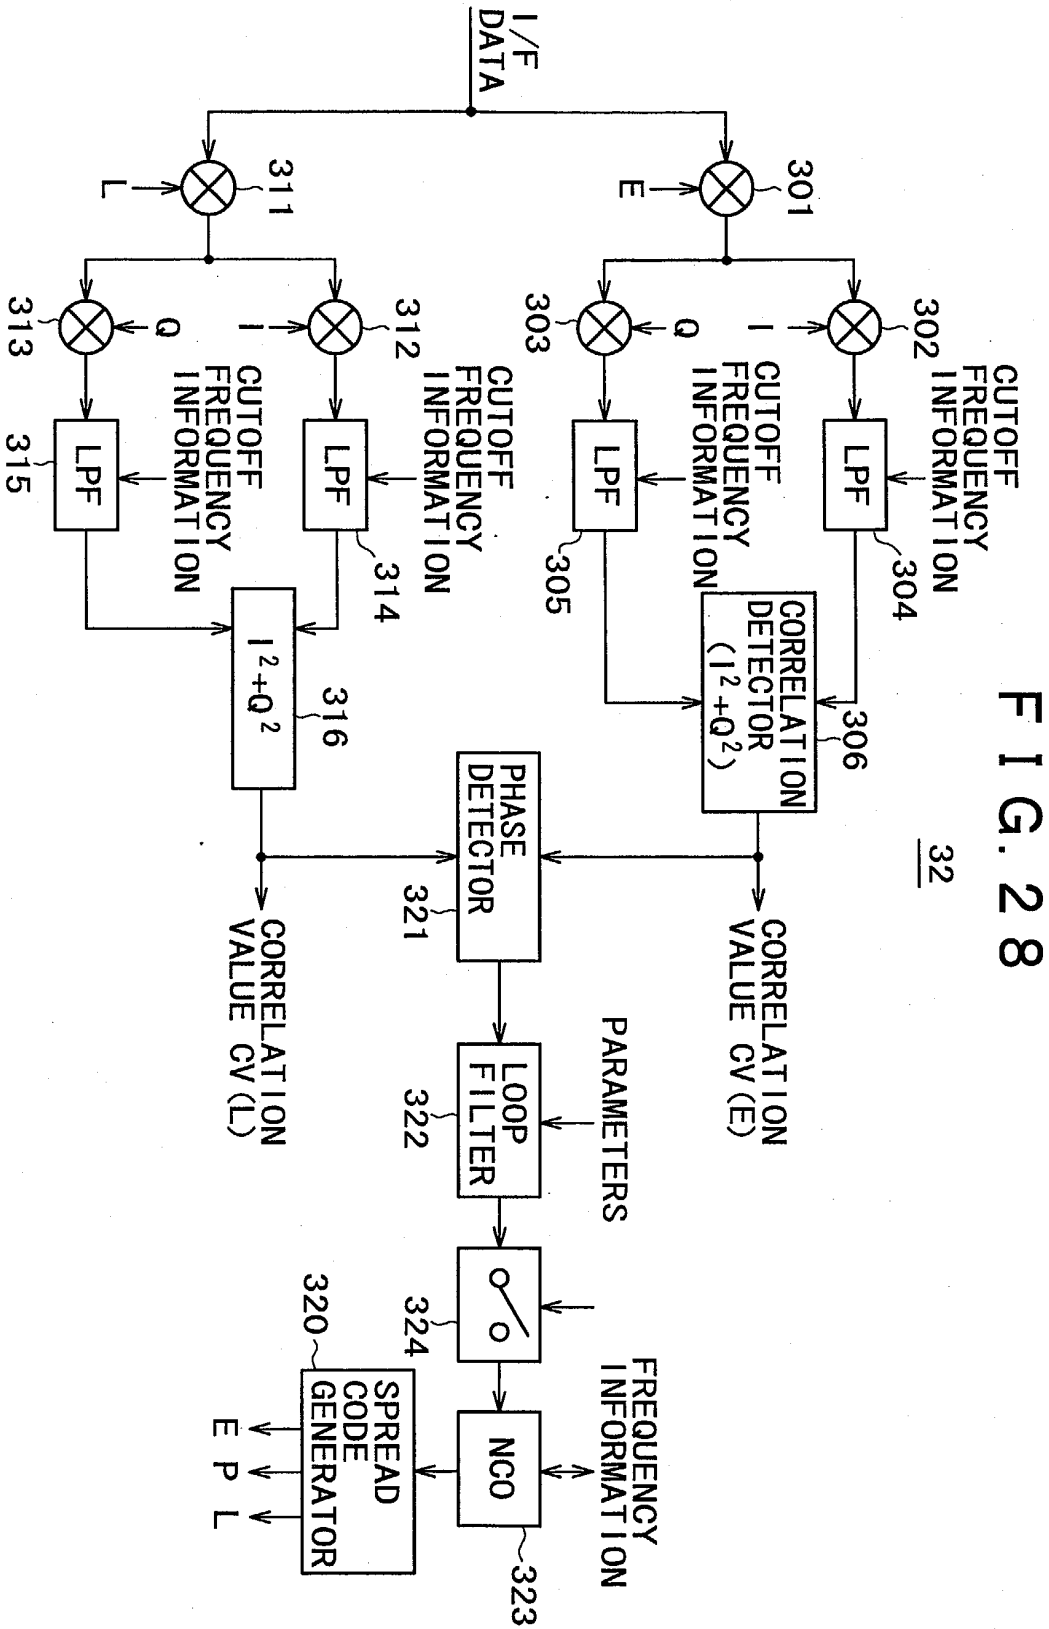 FIG. 28
32
I/F
DATA
301
E
302
I
303
Q
CUTOFF
FREQUENCY
INFORMATION
LPF
304
CUTOFF
FREQUENCY
INFORMATION
LPF
305
CORRELATION
DETECTOR
(I²+Q²)
306
CORRELATION
VALUE CV(E)
311
L
312
I
313
Q
CUTOFF
FREQUENCY
INFORMATION
LPF
314
CUTOFF
FREQUENCY
INFORMATION
LPF
315
I²+Q²
316
CORRELATION
VALUE CV(L)
PHASE
DETECTOR
321
PARAMETERS
LOOP
FILTER
322
324
FREQUENCY
INFORMATION
NCO
323
SPREAD
CODE
GENERATOR
320
E
P
L